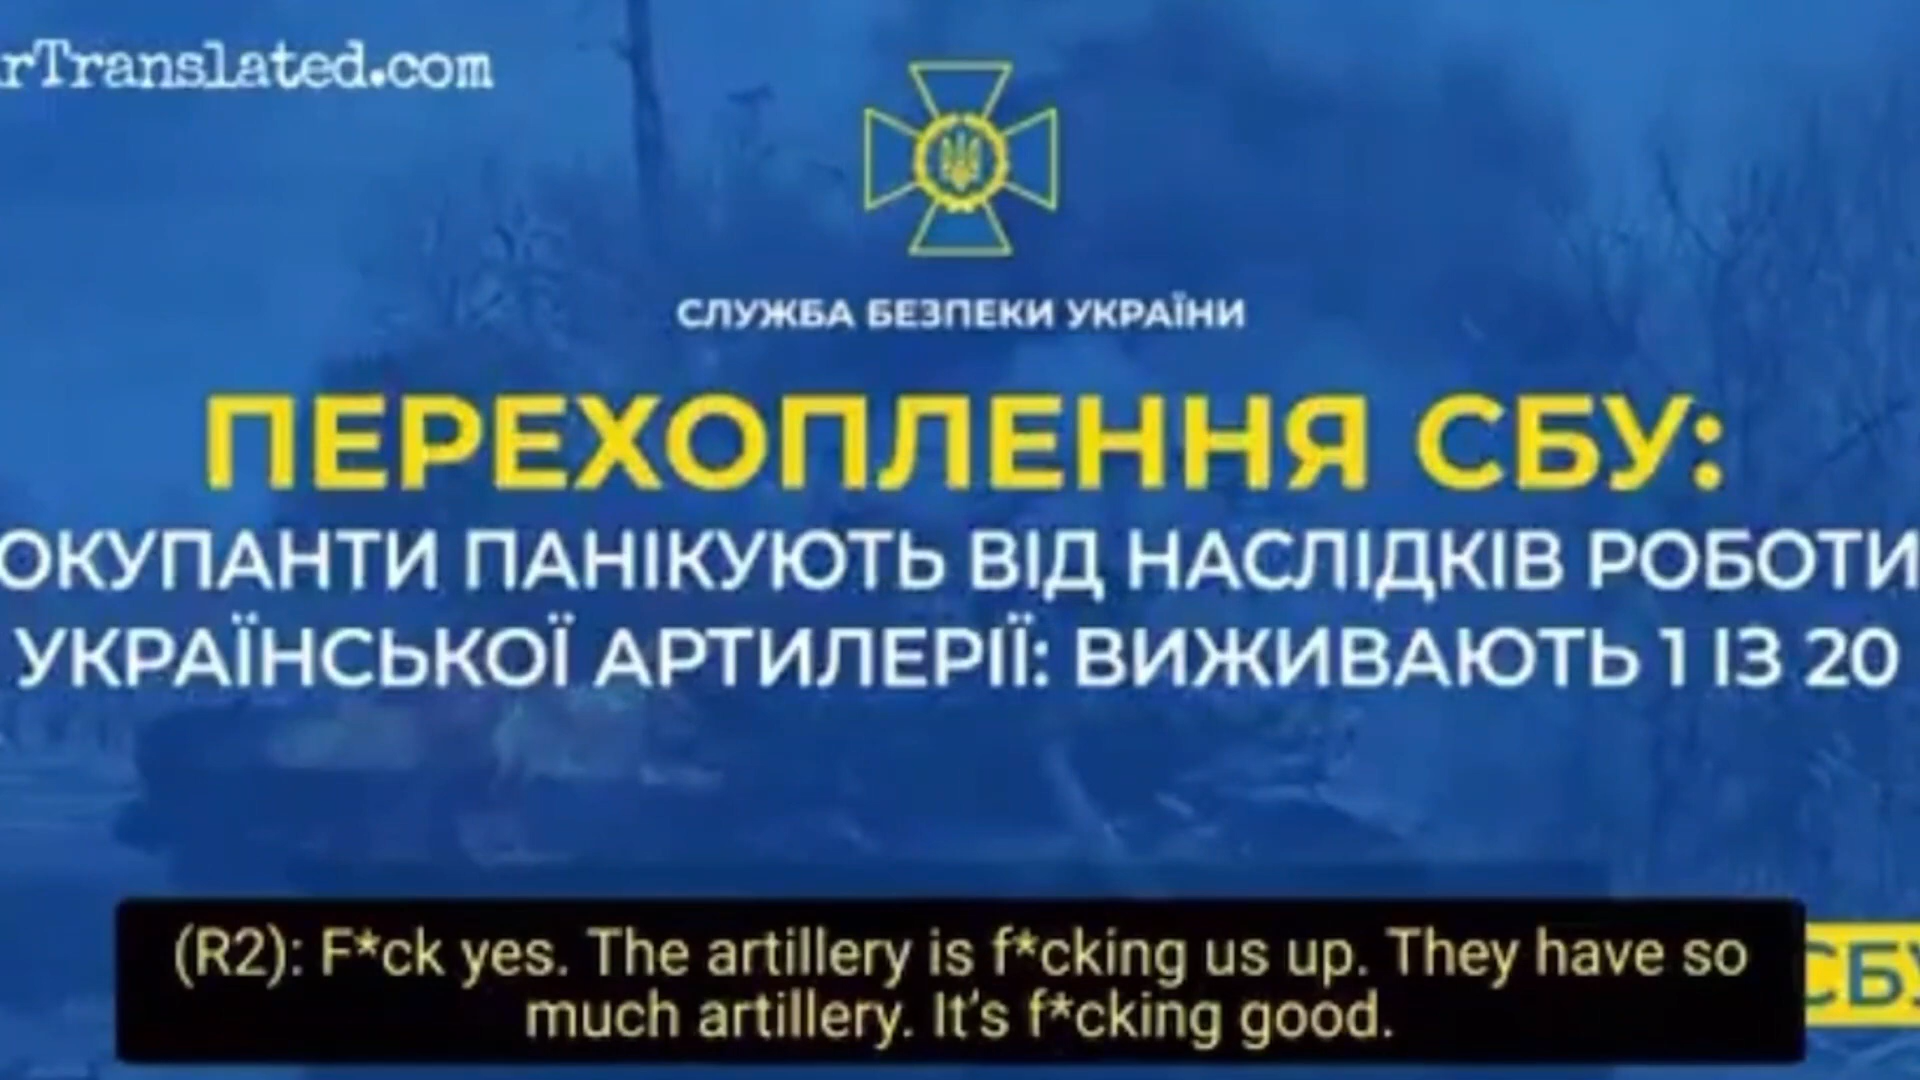 rTranslated.com
СЛУЖБА БЕЗПЕКИ УКРАЇНИ
ПЕРЕХОПЛЕННЯ СБУ:
ОКУПАНТИ ПАНІКУЮТЬ ВІД НАСЛІДКІВ РОБОТИ
УКРАЇНСЬКОЇ АРТИЛЕРІЇ: ВИЖИВАЮТЬ 1 ІЗ 20
(R2): F*ck yes. The artillery is f*cking us up. They have so
much artillery. It's f*cking good.
СБУ